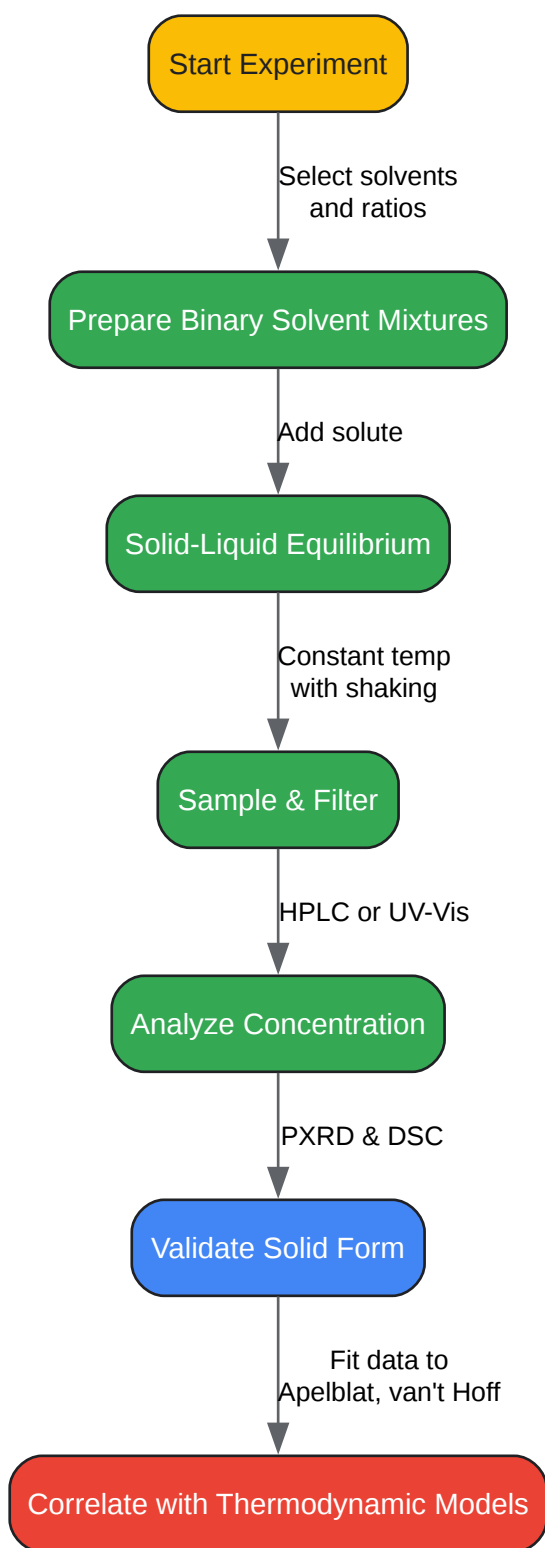 Start Experiment
Select solvents
and ratios
Prepare Binary Solvent Mixtures
Add solute
Solid-Liquid Equilibrium
Constant temp
with shaking
Sample & Filter
HPLC or UV-Vis
Analyze Concentration
PXRD & DSC
Validate Solid Form
Fit data to
Apelblat, van't Hoff
Correlate with Thermodynamic Models